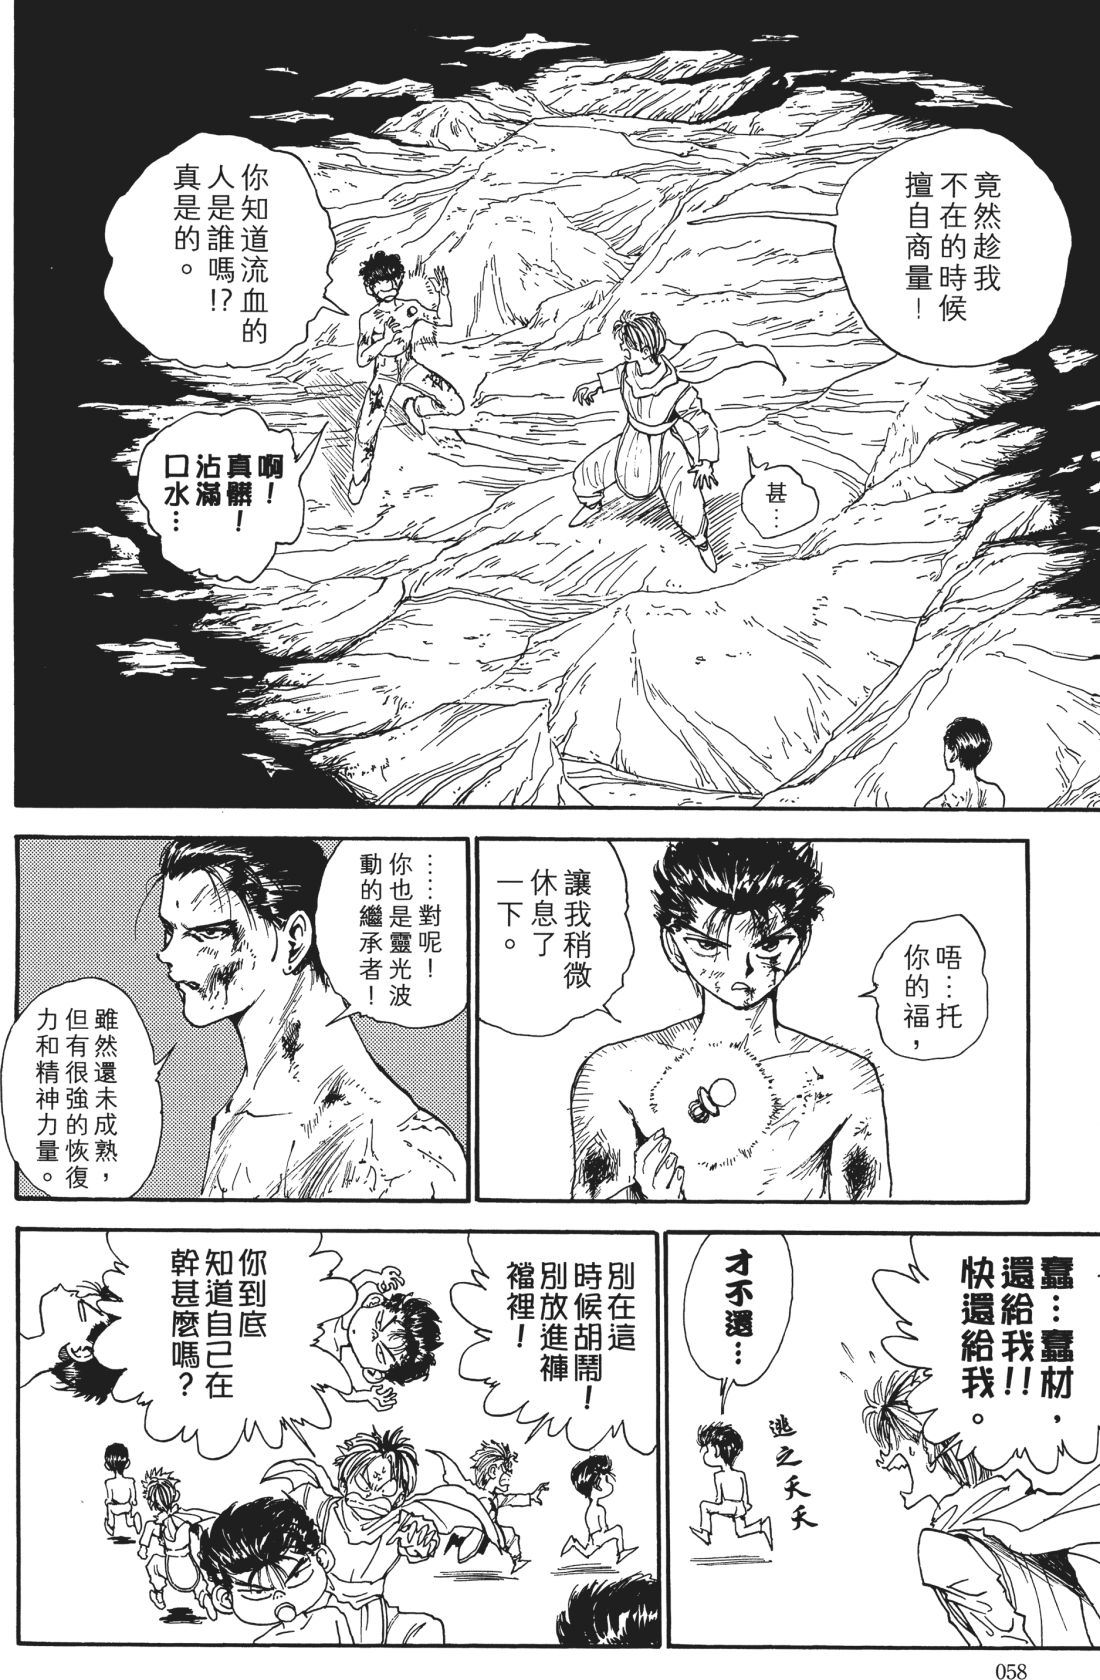 竟然趁我
不在的時候
擅自商量！
甚…
你知道流血的
人是誰嗎!?
真是的。
啊！
真髒！
沾滿
口水…
唔…托
你的福，
讓我稍微
休息了
一下。
……對呢！
你也是靈光波
動的繼承者！
雖然還未成熟，
但有很強的恢復
力和精神力量。
蠢…蠢材，
還給我!!
快還給我。
才不還…
逃之夭夭
別在這
時候胡鬧！
別放進褲
襠裡！
你到底
知道自己在
幹甚麼嗎？
058